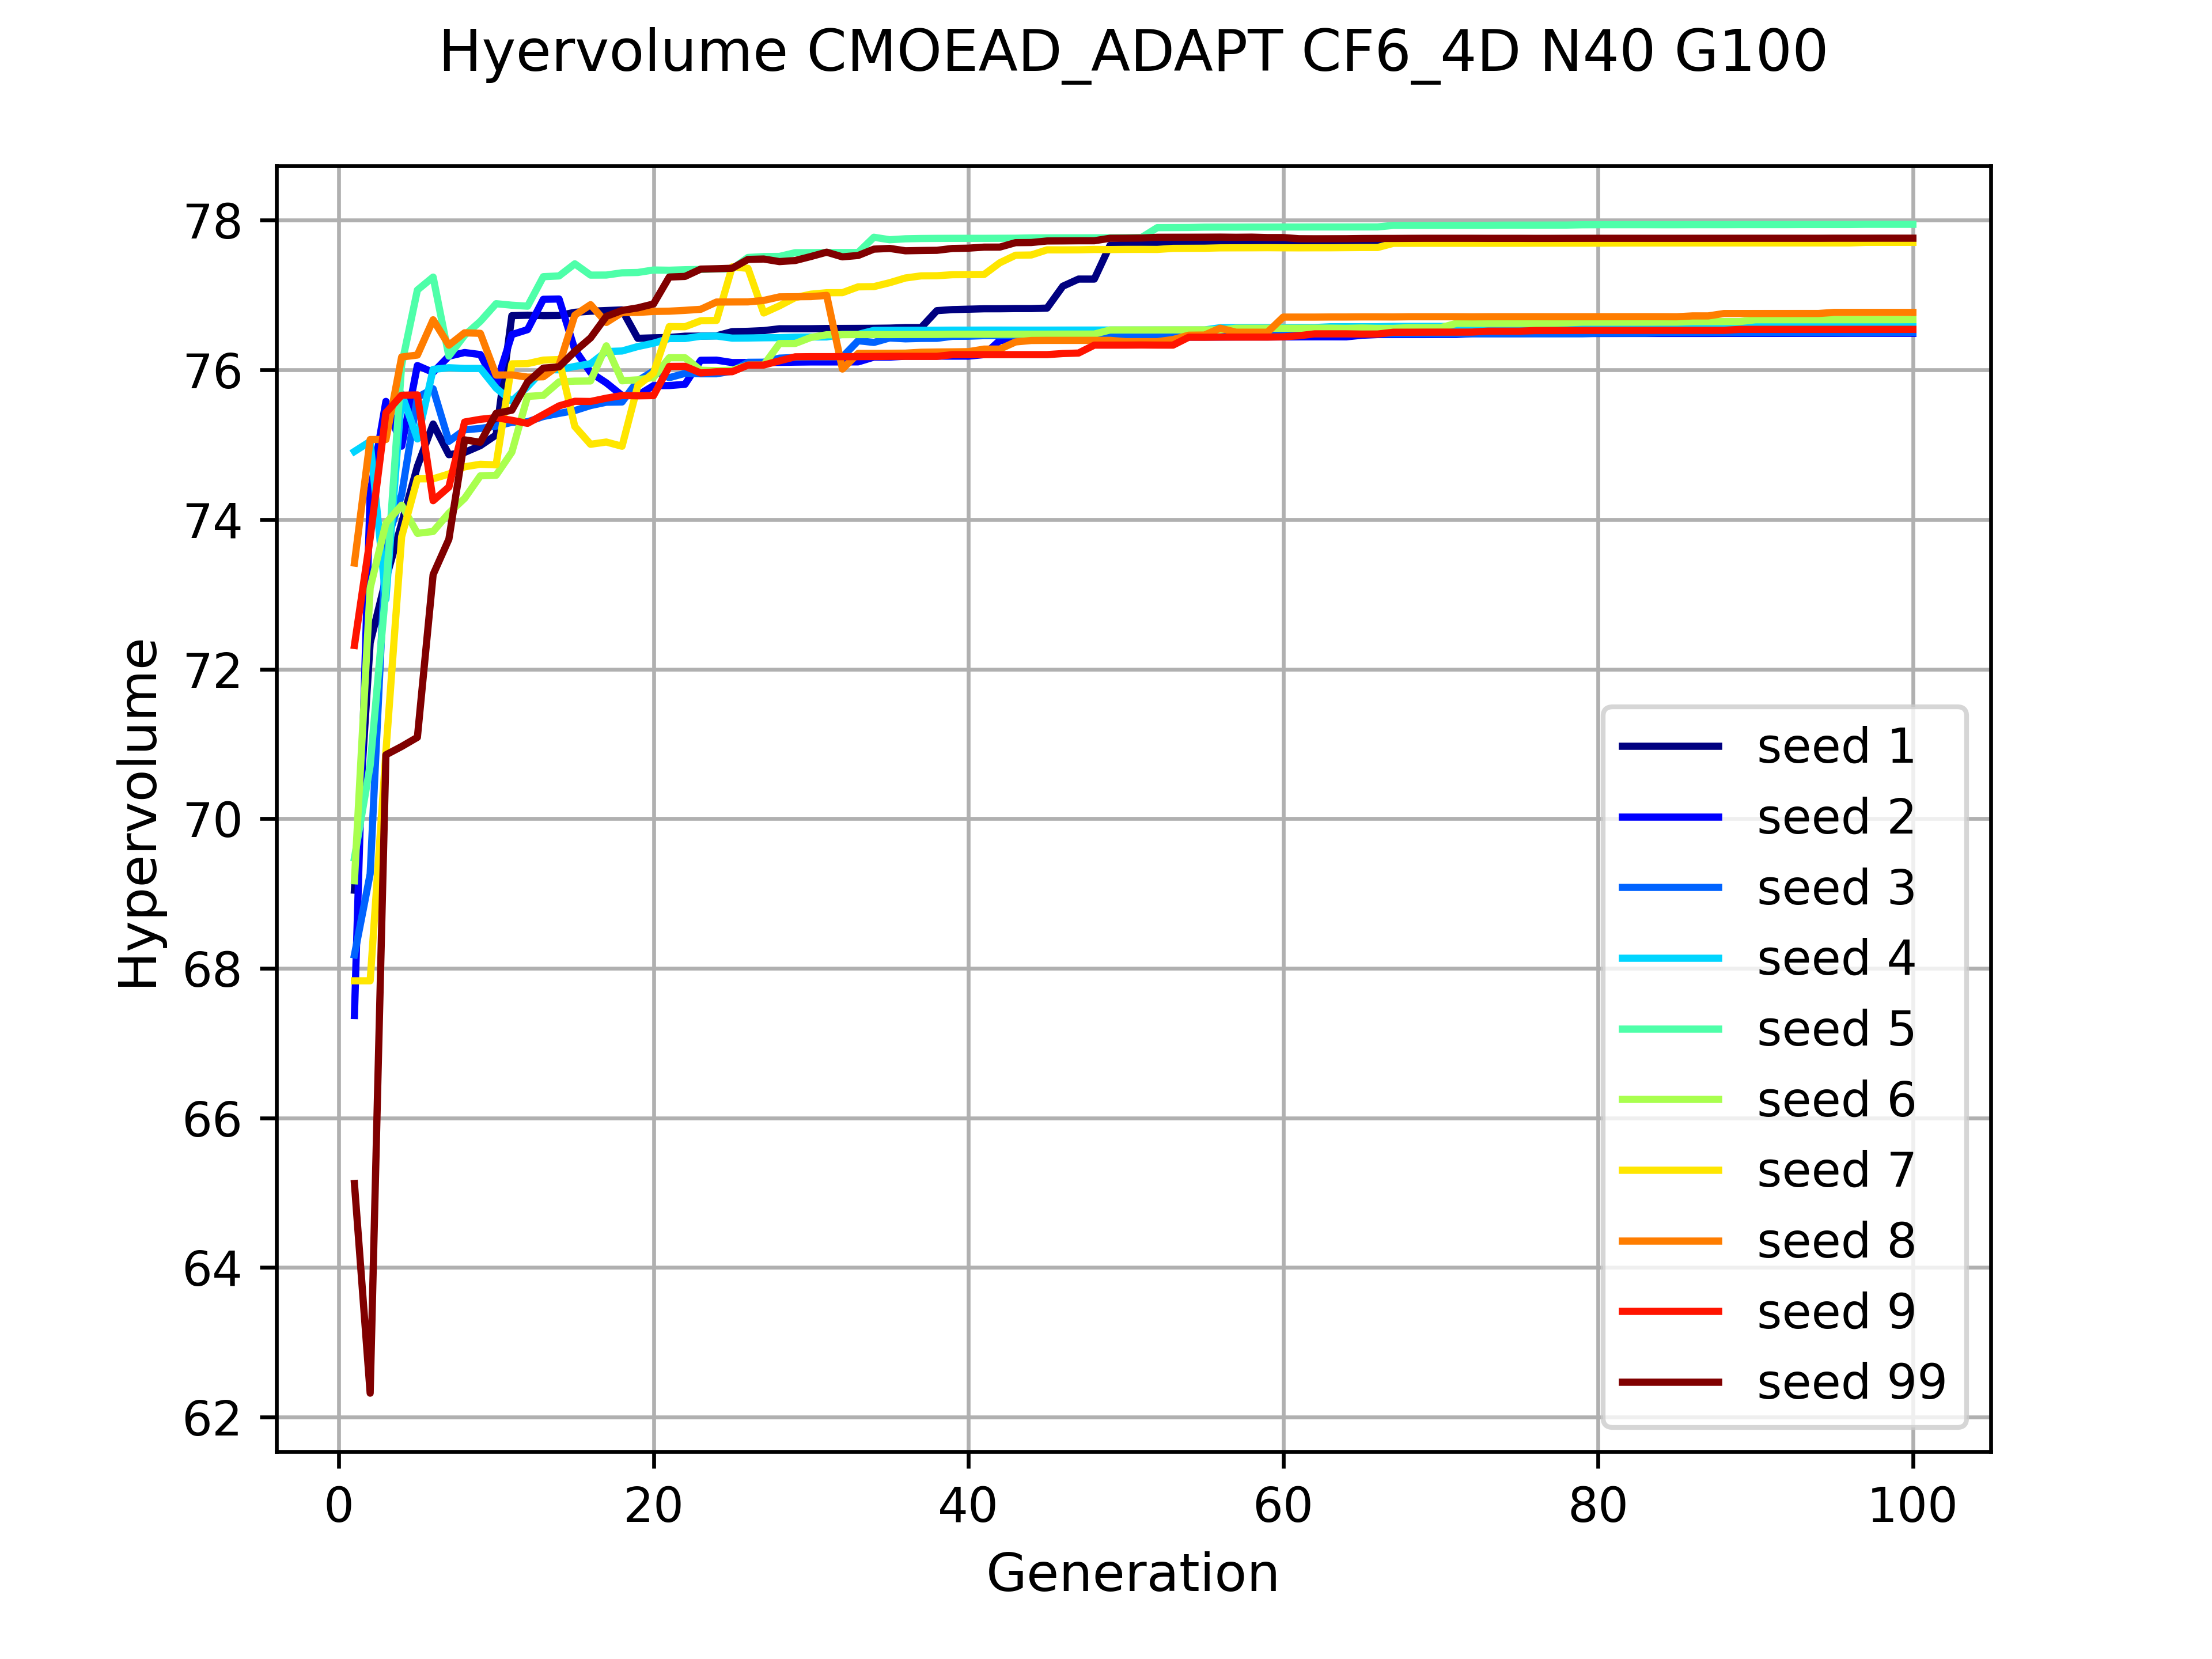 Hyervolume CMOEAD_ADAPT CF6_4D N40 G100
78
76
74
72
70
68
66
64
62
Hypervolume
seed 1
seed 2
seed 3
seed 4
seed 5
seed 6
seed 7
seed 8
seed 9
seed 99
0 20 40 60 80 100
Generation